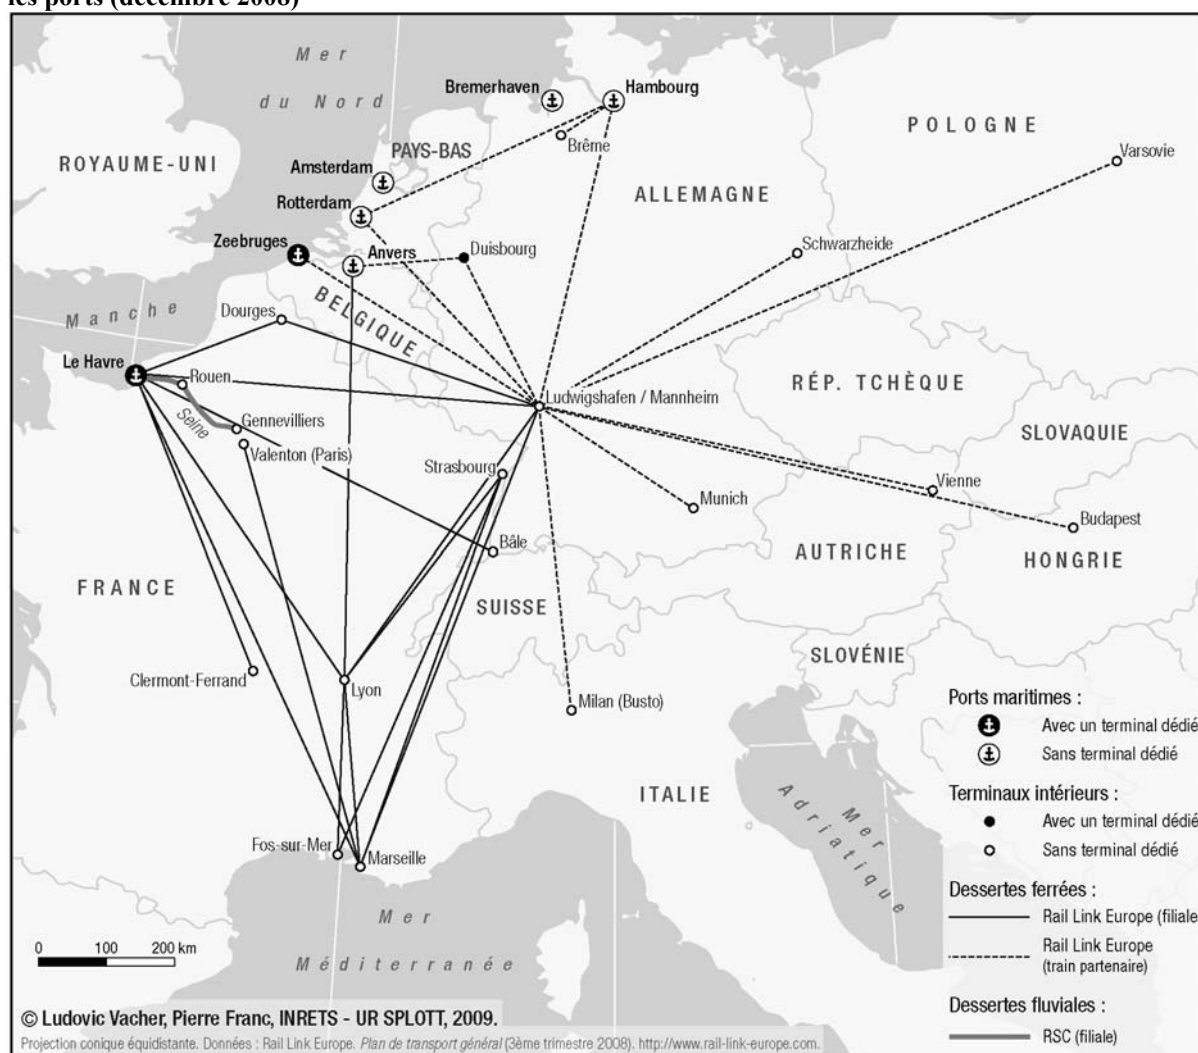 les ports (décembre 2008)
Mer
du Nord
Bremerhaven
Hambourg
POLOGNE
Brême
Varsovie
ROYAUME-UNI
PAYS-BAS
Amsterdam
ALLEMAGNE
Rotterdam
Zeebruges
Anvers
Duisbourg
Schwarzheide
BELGIQUE
Manche
Dourges
Le Havre
Rouen
RÉP. TCHÈQUE
Ludwigshafen / Mannheim
Seine
Gennevilliers
SLOVAQUIE
Valenton (Paris)
Strasbourg
Vienne
Munich
Budapest
Bâle
AUTRICHE
HONGRIE
FRANCE
SUISSE
SLOVÉNIE
Clermont-Ferrand
Lyon
Milan (Busto)
ITALIE
Mer
Adriatique
Fos-sur-Mer
Marseille
Mer
Méditerranée
Ports maritimes :
Avec un terminal dédié
Sans terminal dédié
Terminaux intérieurs :
Avec un terminal dédié
Sans terminal dédié
Dessertes ferrées :
Rail Link Europe (filiale
Rail Link Europe
(train partenaire)
Dessertes fluviales :
RSC (filiale)
0 100 200 km
© Ludovic Vacher, Pierre Franc, INRETS - UR SPLOTT, 2009.
Projection conique équidistante. Données : Rail Link Europe. Plan de transport général (3ème trimestre 2008). http://www.rail-link-europe.com.